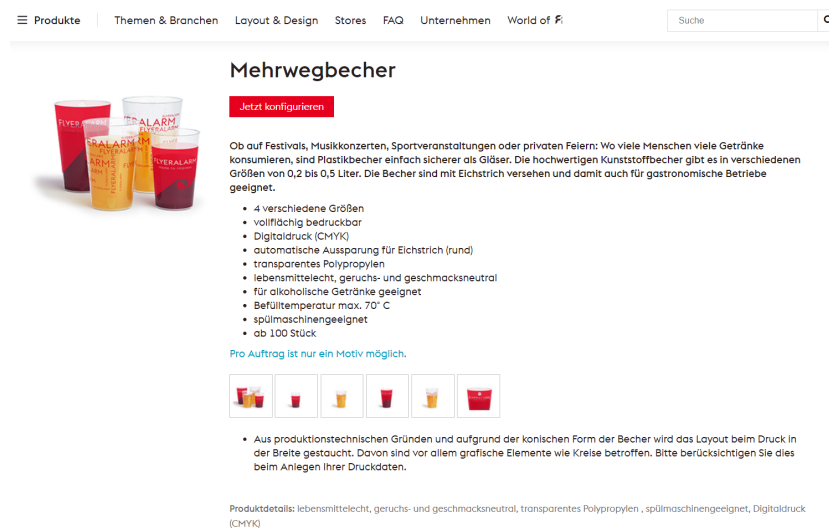 Produkte
Themen & Branchen
Layout & Design
Stores
FAQ
Unternehmen
World of
Suche
Mehrwegbecher
Jetzt konfigurieren
FLYERALARM
FLYERALARM
FLYERALARM
Ob auf Festivals, Musikkonzerten, Sportveranstaltungen oder privaten Feiern: Wo viele Menschen viele Getränke
konsumieren, sind Plastikbecher einfach sicherer als Gläser. Die hochwertigen Kunststoffbecher gibt es in verschiedenen
Größen von 0,2 bis 0,5 Liter. Die Becher sind mit Eichstrich versehen und damit auch für gastronomische Betriebe
geeignet.
• 4 verschiedene Größen
• vollflächig bedruckbar
• Digitaldruck (CMYK)
• automatische Aussparung für Eichstrich (rund)
• transparentes Polypropylen
• lebensmittelecht, geruchs- und geschmacksneutral
• für alkoholische Getränke geeignet
• Befülltemperatur max. 70° C
• spülmaschinengeeignet
• ab 100 Stück
Pro Auftrag ist nur ein Motiv möglich.
• Aus produktionstechnischen Gründen und aufgrund der konischen Form der Becher wird das Layout beim Druck in
der Breite gestaucht. Davon sind vor allem grafische Elemente wie Kreise betroffen. Bitte berücksichtigen Sie dies
beim Anlegen Ihrer Druckdaten.
Produktdetails: lebensmittelecht, geruchs- und geschmacksneutral, transparentes Polypropylen , spülmaschinengeeignet, Digitaldruck
(CMYK)